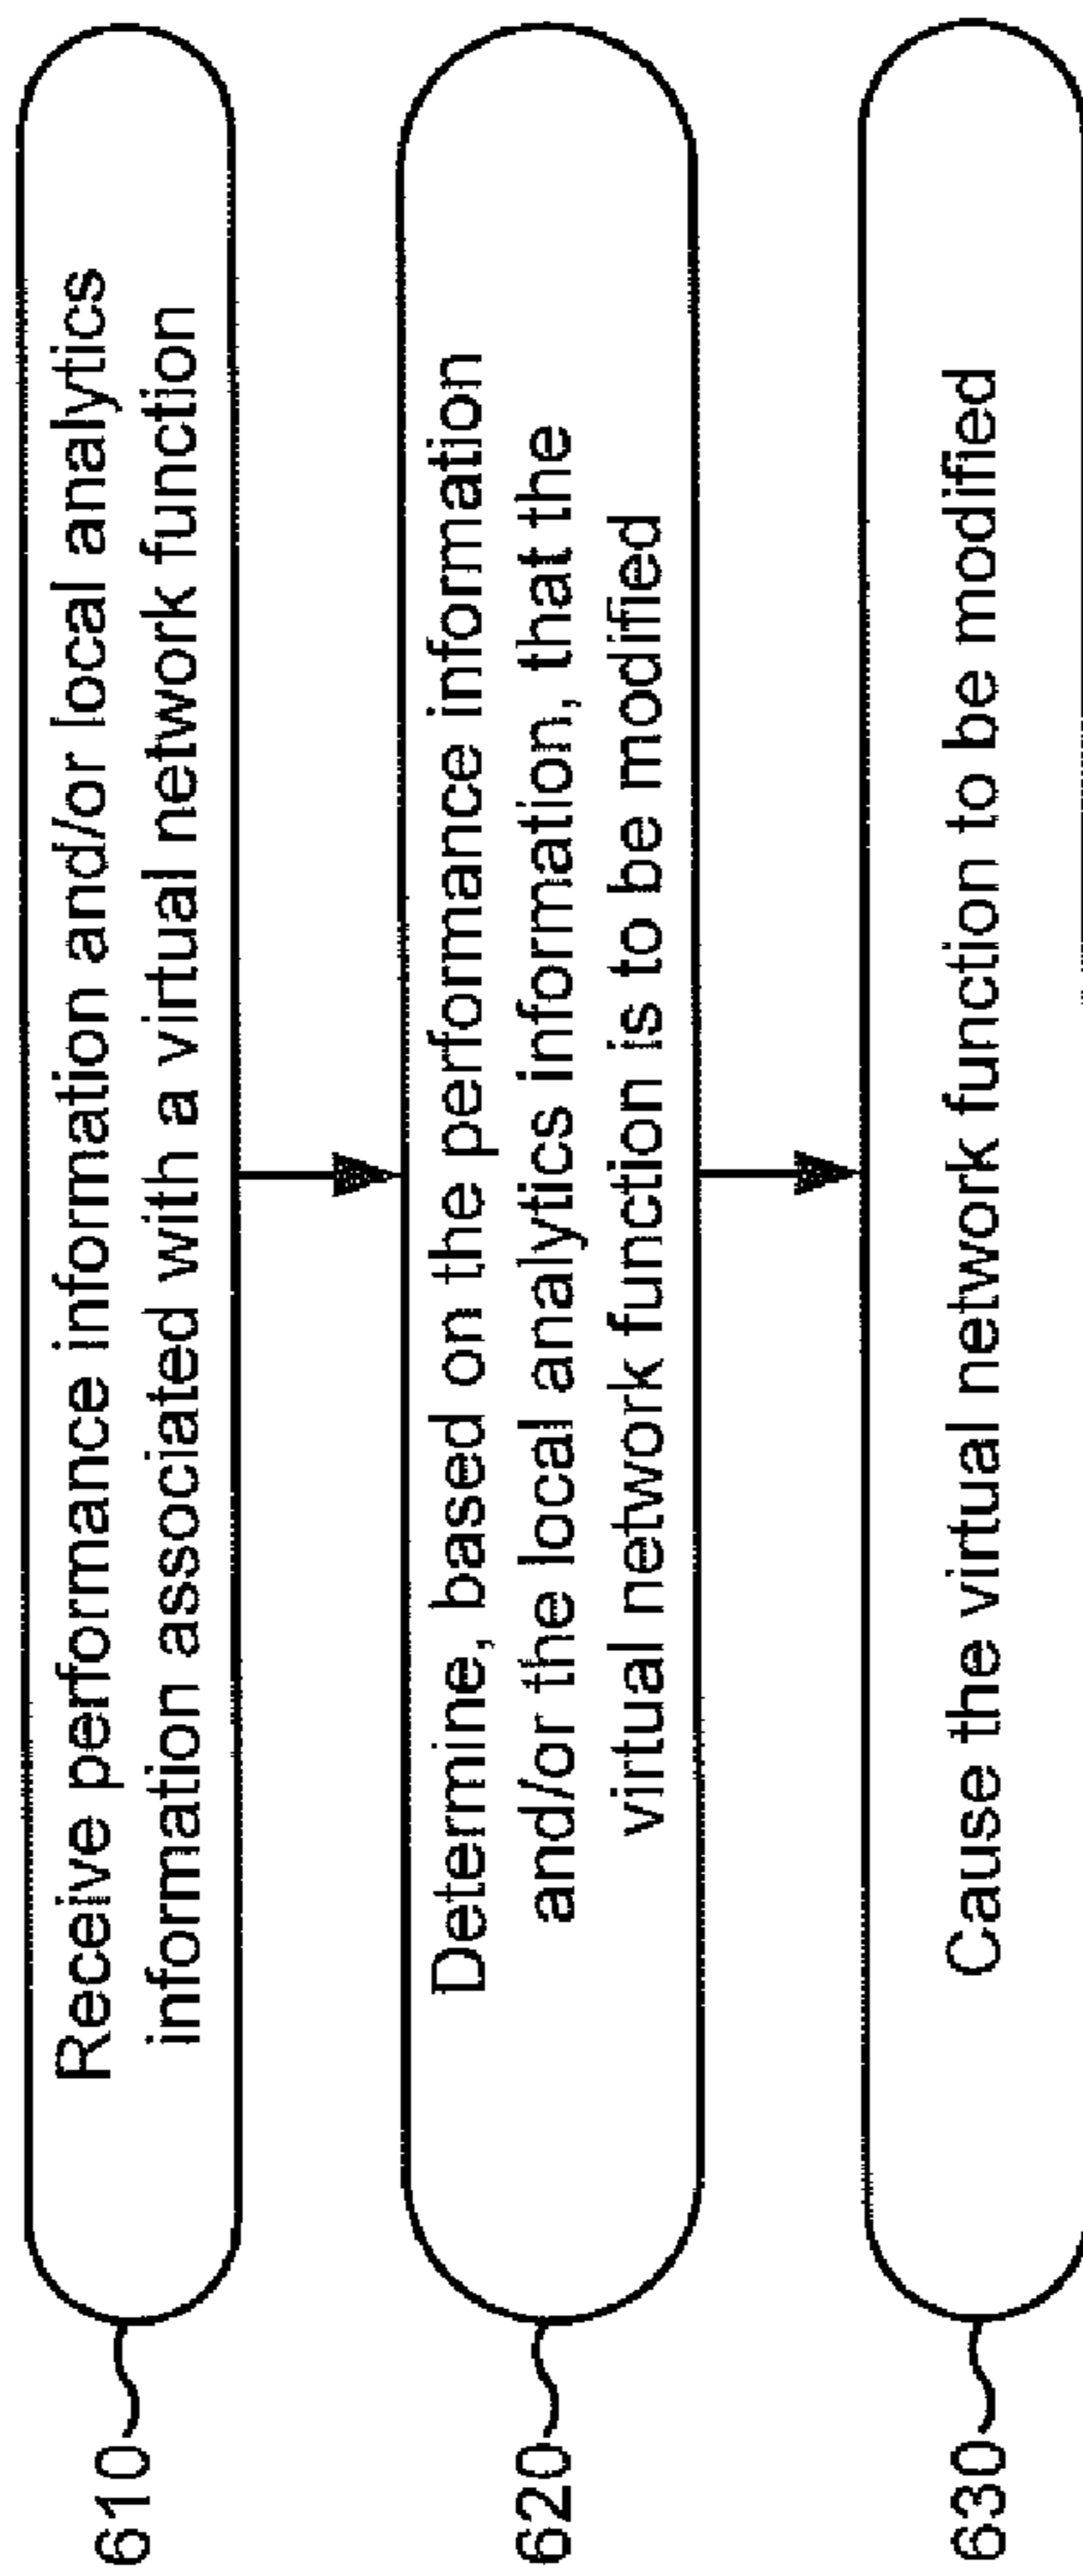 610
Receive performance information and/or local analytics
information associated with a virtual network function
620
Determine, based on the performance information
and/or the local analytics information, that the
virtual network function is to be modified
630
Cause the virtual network function to be modified